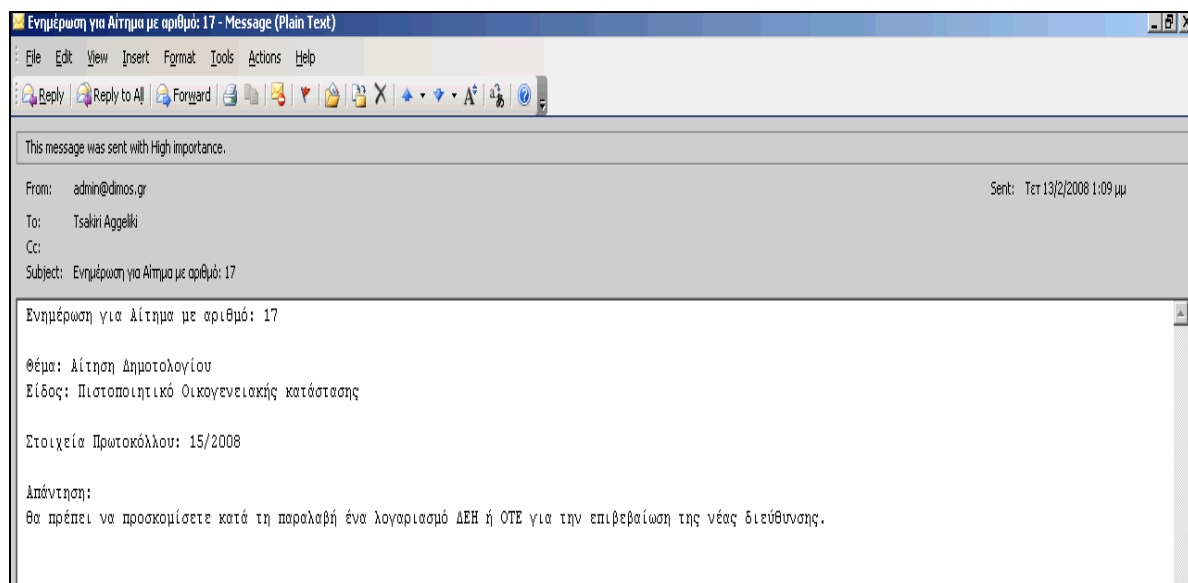 Ενημέρωση για Αίτημα με αριθμό: 17 - Message (Plain Text)
File Edit View Insert Format Tools Actions Help
Reply Reply to All Forward
This message was sent with High importance.
From: admin@dimos.gr Sent: Τετ 13/2/2008 1:09 μμ
To: Tsakiri Aggeliki
Cc:
Subject: Ενημέρωση για Αίτημα με αριθμό: 17
Ενημέρωση για Αίτημα με αριθμό: 17
Θέμα: Αίτηση Δημοτολογίου
Είδος: Πιστοποιητικό Οικογενειακής κατάστασης
Στοιχεία Πρωτοκόλλου: 15/2008
Απάντηση:
Θα πρέπει να προσκομίσετε κατά τη παραλαβή ένα λογαριασμό ΔΕΗ ή ΟΤΕ για την επιβεβαίωση της νέας διεύθυνσης.